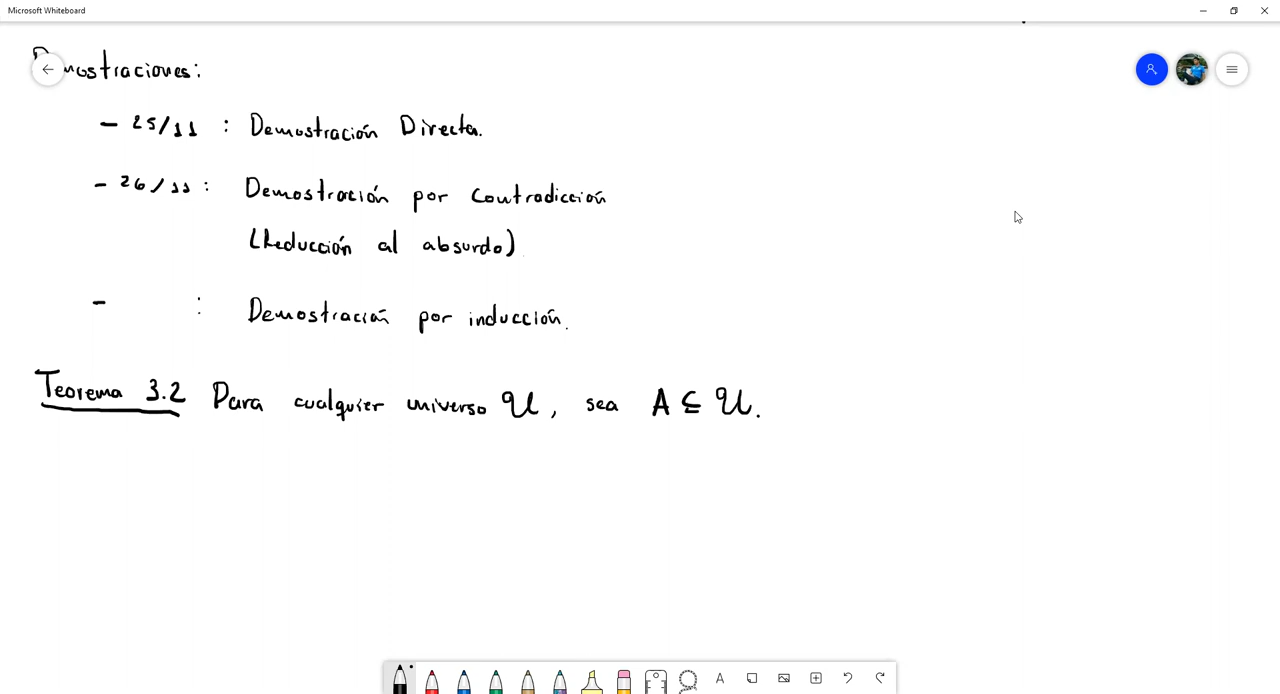 Microsoft Whiteboard
Demostraciones:
- 25/11 : Demostración Directa.
- 26/11 : Demostración por Contradicción
(Reducción al absurdo)
- : Demostración por inducción.
Teorema 3.2 Para cualquier universo 𝒰, sea A ⊆ 𝒰.
A